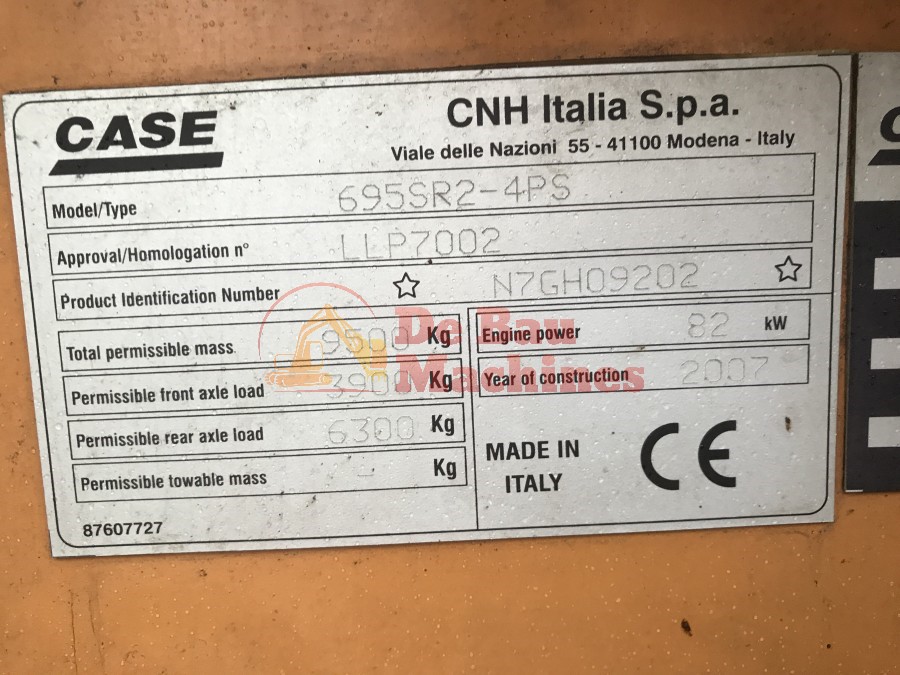 CASE
CNH Italia S.p.a.
Viale delle Nazioni 55 - 41100 Modena - Italy
Model/Type 695SR2-4PS
Approval/Homologation n° LLP7002
Product Identification Number ☆ N7GH09202 ☆
Total permissible mass 9500 Kg
Permissible front axle load 3900 Kg
Permissible rear axle load 6300 Kg
Permissible towable mass - Kg
Engine power 82 kW
Year of construction 2007
MADE IN
ITALY
CE
87607727
De Bau
Machines